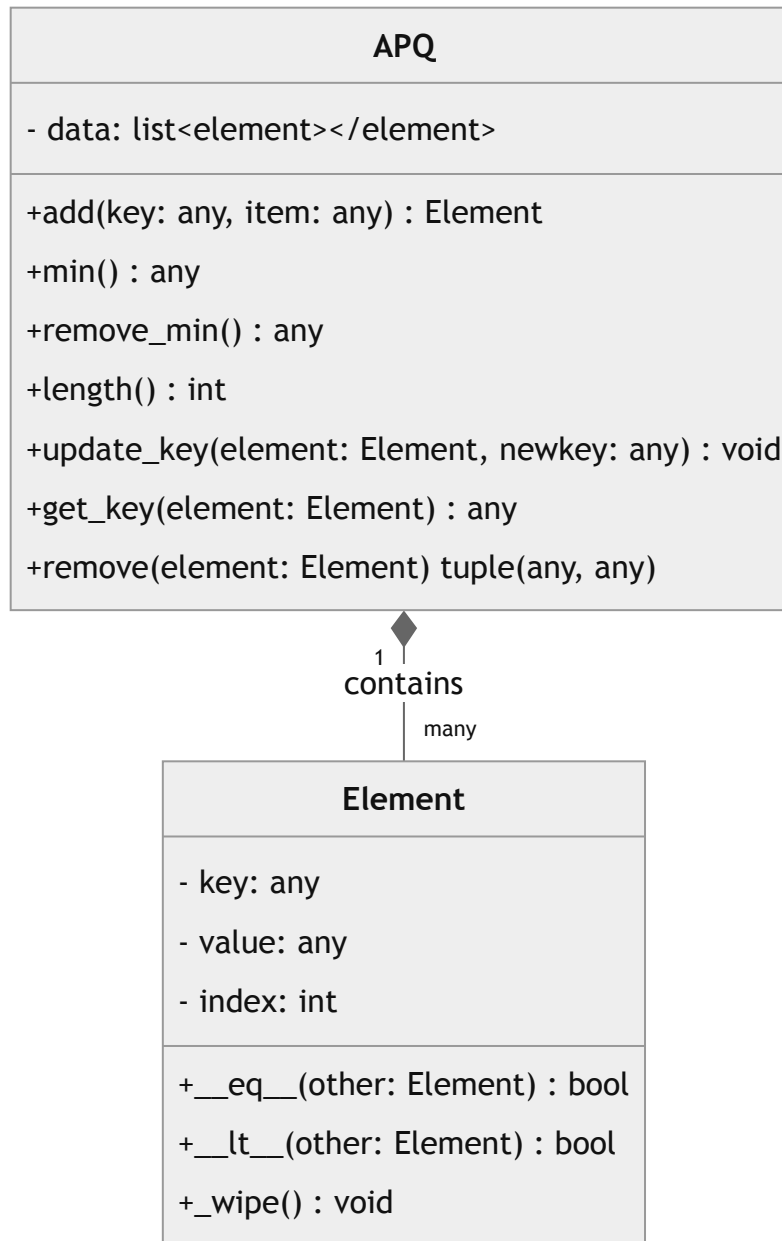 APQ
- data: list<element></element>
+add(key: any, item: any) : Element
+min() : any
+remove_min() : any
+length() : int
+update_key(element: Element, newkey: any) : void
+get_key(element: Element) : any
+remove(element: Element) tuple(any, any)
1
contains
many
Element
- key: any
- value: any
- index: int
+__eq__(other: Element) : bool
+__lt__(other: Element) : bool
+_wipe() : void